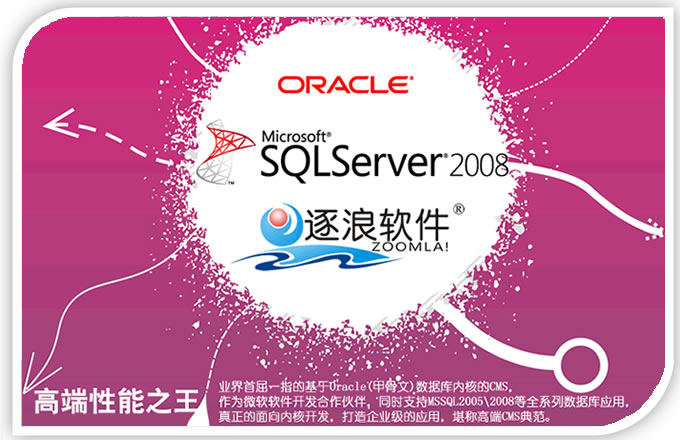 ORACLE®
Microsoft®
SQLServer®2008
™
逐浪软件®
ZOOMLA!
高端性能之王
业界首屈一指的基于Oracle(甲骨文)数据库内核的CMS,
作为微软软件开发合作伙伴,同时支持MSSQL2005\2008等全系列数据库应用,
真正的面向内核开发,打造企业级的应用,堪称高端CMS典范。